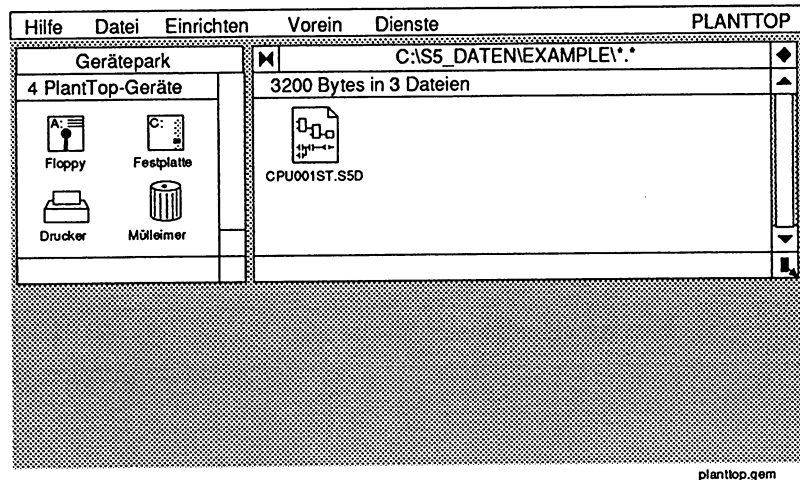 Hilfe Datei Einrichten Vorein Dienste PLANTTOP
Gerätepark
4 PlantTop-Geräte
A:
Floppy
C:
Festplatte
Drucker
Mülleimer
C:\S5_DATEN\EXAMPLE\*.*
3200 Bytes in 3 Dateien
CPU001ST.S5D
planttop.gem